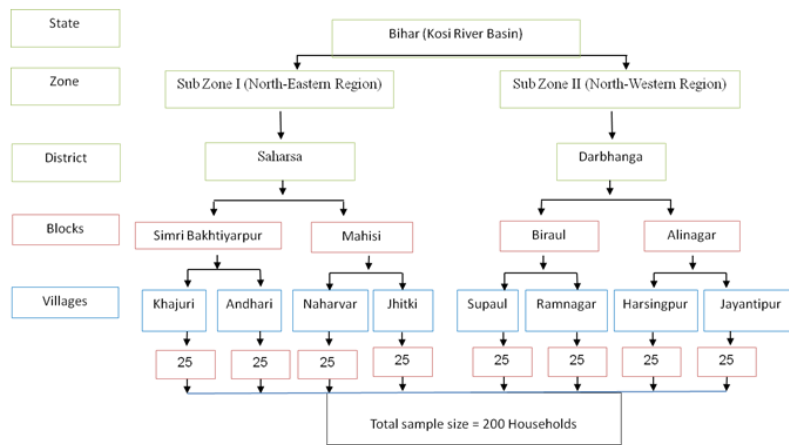 State
Bihar (Kosi River Basin)
Zone
Sub Zone I (North-Eastern Region)
Sub Zone II (North-Western Region)
District
Saharsa
Darbhanga
Blocks
Simri Bakhtiyarpur
Mahisi
Biraul
Alinagar
Villages
Khajuri
Andhari
Naharvar
Jhitki
Supaul
Ramnagar
Harsingpur
Jayantipur
25
25
25
25
25
25
25
25
Total sample size = 200 Households